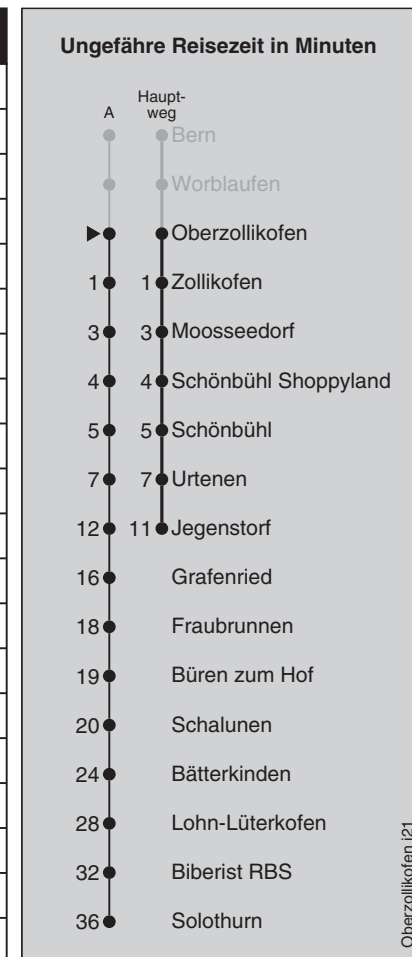 Ungefähre Reisezeit in Minuten
A Haupt-
weg
Bern
Worblaufen
Oberzollikofen
1 1 Zollikofen
3 3 Moosseedorf
4 4 Schönbühl Shoppyland
5 5 Schönbühl
7 7 Urtenen
12 11 Jegenstorf
16 Grafenried
18 Fraubrunnen
19 Büren zum Hof
20 Schalunen
24 Bätterkinden
28 Lohn-Lüterkofen
32 Biberist RBS
36 Solothurn
Oberzollikofen j21